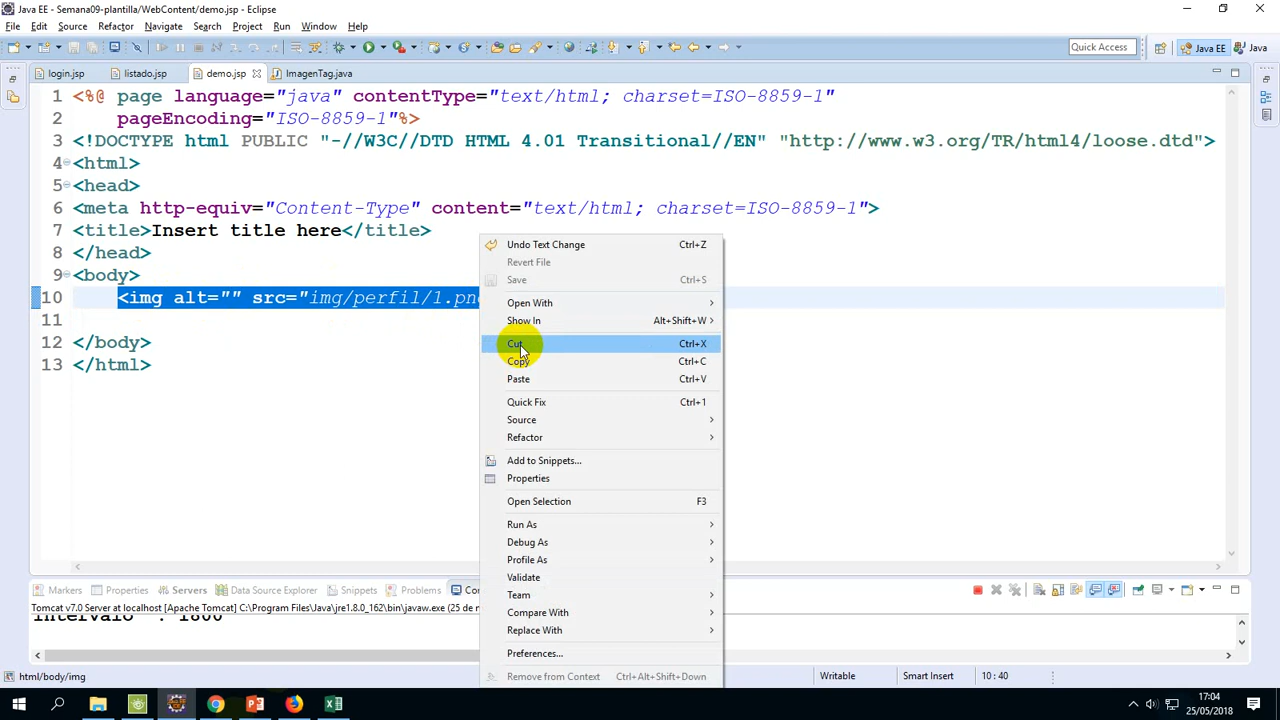 Java EE - Semana09-plantilla/WebContent/demo.jsp - Eclipse
File Edit Source Refactor Navigate Search Project Run Window Help
Quick Access Java EE Java
login.jsp listado.jsp demo.jsp ImagenTag.java
1 <%@ page language="java" contentType="text/html; charset=ISO-8859-1"
2 pageEncoding="ISO-8859-1"%>
3 <!DOCTYPE html PUBLIC "-//W3C//DTD HTML 4.01 Transitional//EN" "http://www.w3.org/TR/html4/loose.dtd">
4 <html>
5 <head>
6 <meta http-equiv="Content-Type" content="text/html; charset=ISO-8859-1">
7 <title>Insert title here</title>
8 </head>
9 <body>
10 <img alt="" src="img/perfil/1.pn
11
12 </body>
13 </html>
Undo Text Change Ctrl+Z
Revert File
Save Ctrl+S
Open With
Show In Alt+Shift+W
Cut Ctrl+X
Copy Ctrl+C
Paste Ctrl+V
Quick Fix Ctrl+1
Source
Refactor
Add to Snippets...
Properties
Open Selection F3
Run As
Debug As
Profile As
Validate
Team
Compare With
Replace With
Preferences...
Remove from Context Ctrl+Alt+Shift+Down
Markers Properties Servers Data Source Explorer Snippets Problems Co
Tomcat v7.0 Server at localhost [Apache Tomcat] C:\Program Files\Java\jre1.8.0_162\bin\javaw.exe (25 de
intervalo : 1800
html/body/img Writable Smart Insert 10 : 40
17:04
25/05/2018